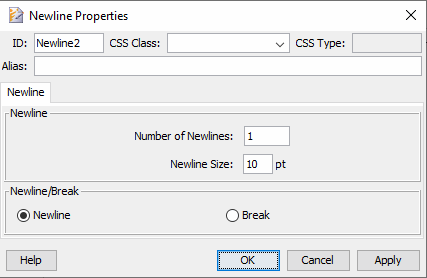 Newline Properties
ID: Newline2 CSS Class: CSS Type:
Alias:
Newline
Newline
Number of Newlines: 1
Newline Size: 10 pt
Newline/Break
Newline Break
Help OK Cancel Apply